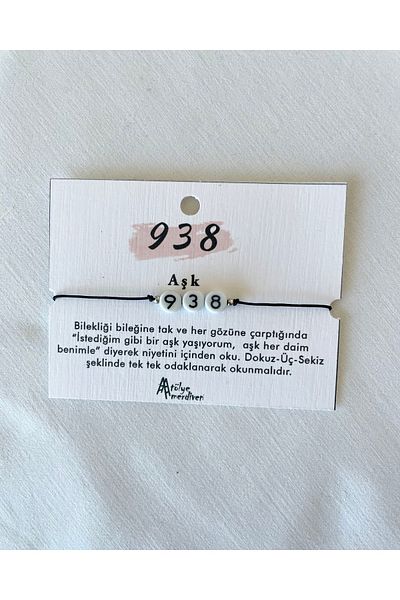 938
Aşk
938
Bilekliği bileğine tak ve her gözüne çarptığında
“İstediğim gibi bir aşk yaşıyorum, aşk her daim
benimle” diyerek niyetini içinden oku. Dokuz-Üç-Sekiz
şeklinde tek tek odaklanarak okunmalıdır.
Atölye
merdiven